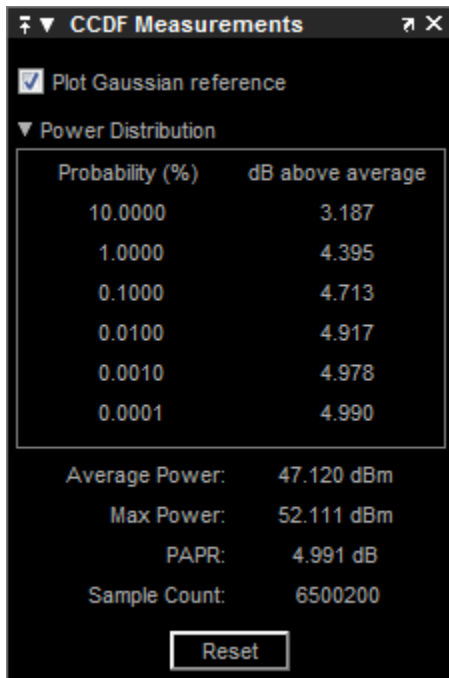 CCDF Measurements
Plot Gaussian reference
Power Distribution
Probability (%) dB above average
10.0000 3.187
1.0000 4.395
0.1000 4.713
0.0100 4.917
0.0010 4.978
0.0001 4.990
Average Power: 47.120 dBm
Max Power: 52.111 dBm
PAPR: 4.991 dB
Sample Count: 6500200
Reset